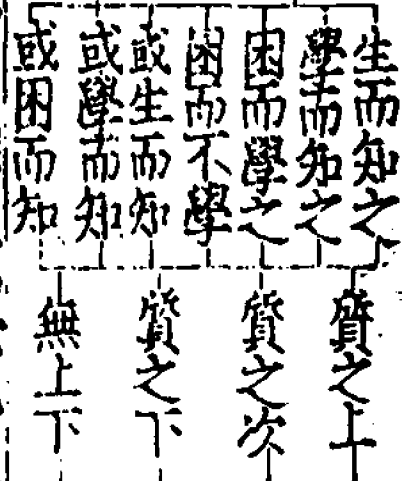 生而知之
學而知之
困而學之
困而不學
或生而知
或學而知
或困而知
質之上
質之次
質之下
無上下